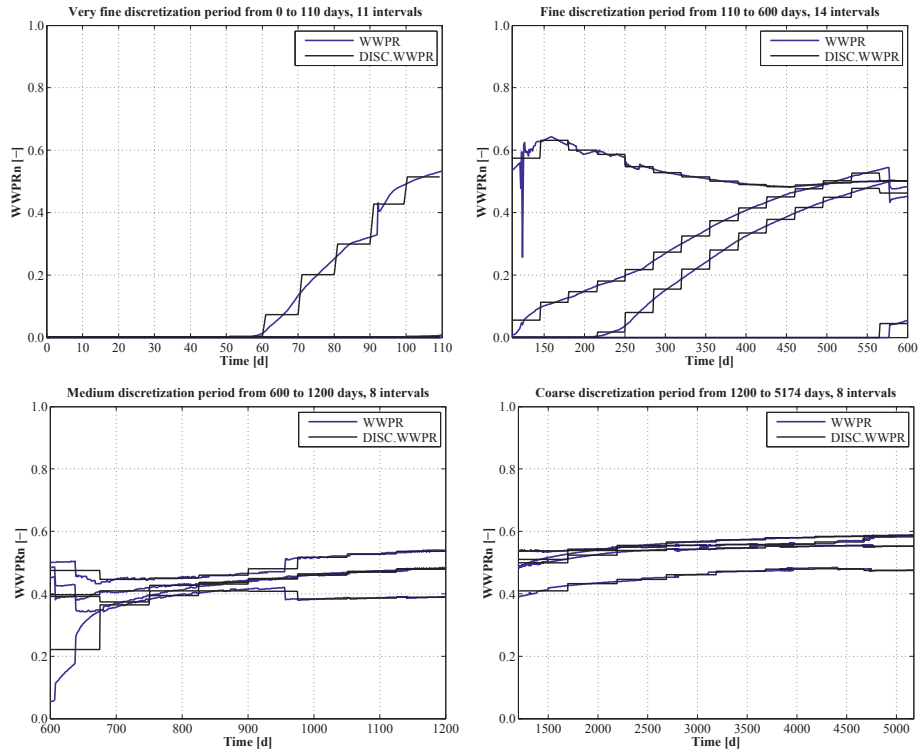 Very fine discretization period from 0 to 110 days, 11 intervals
1.0
0.8
0.6
0.4
0.2
0.0
WWPRn [−]
WWPR
DISC.WWPR
0 10 20 30 40 50 60 70 80 90 100 110
Time [d]
Fine discretization period from 110 to 600 days, 14 intervals
1.0
0.8
0.6
0.4
0.2
0.0
WWPRn [−]
WWPR
DISC.WWPR
150 200 250 300 350 400 450 500 550 600
Time [d]
Medium discretization period from 600 to 1200 days, 8 intervals
1.0
0.8
0.6
0.4
0.2
0.0
WWPRn [−]
WWPR
DISC.WWPR
600 700 800 900 1000 1100 1200
Time [d]
Coarse discretization period from 1200 to 5174 days, 8 intervals
1.0
0.8
0.6
0.4
0.2
0.0
WWPRn [−]
WWPR
DISC.WWPR
1500 2000 2500 3000 3500 4000 4500 5000
Time [d]